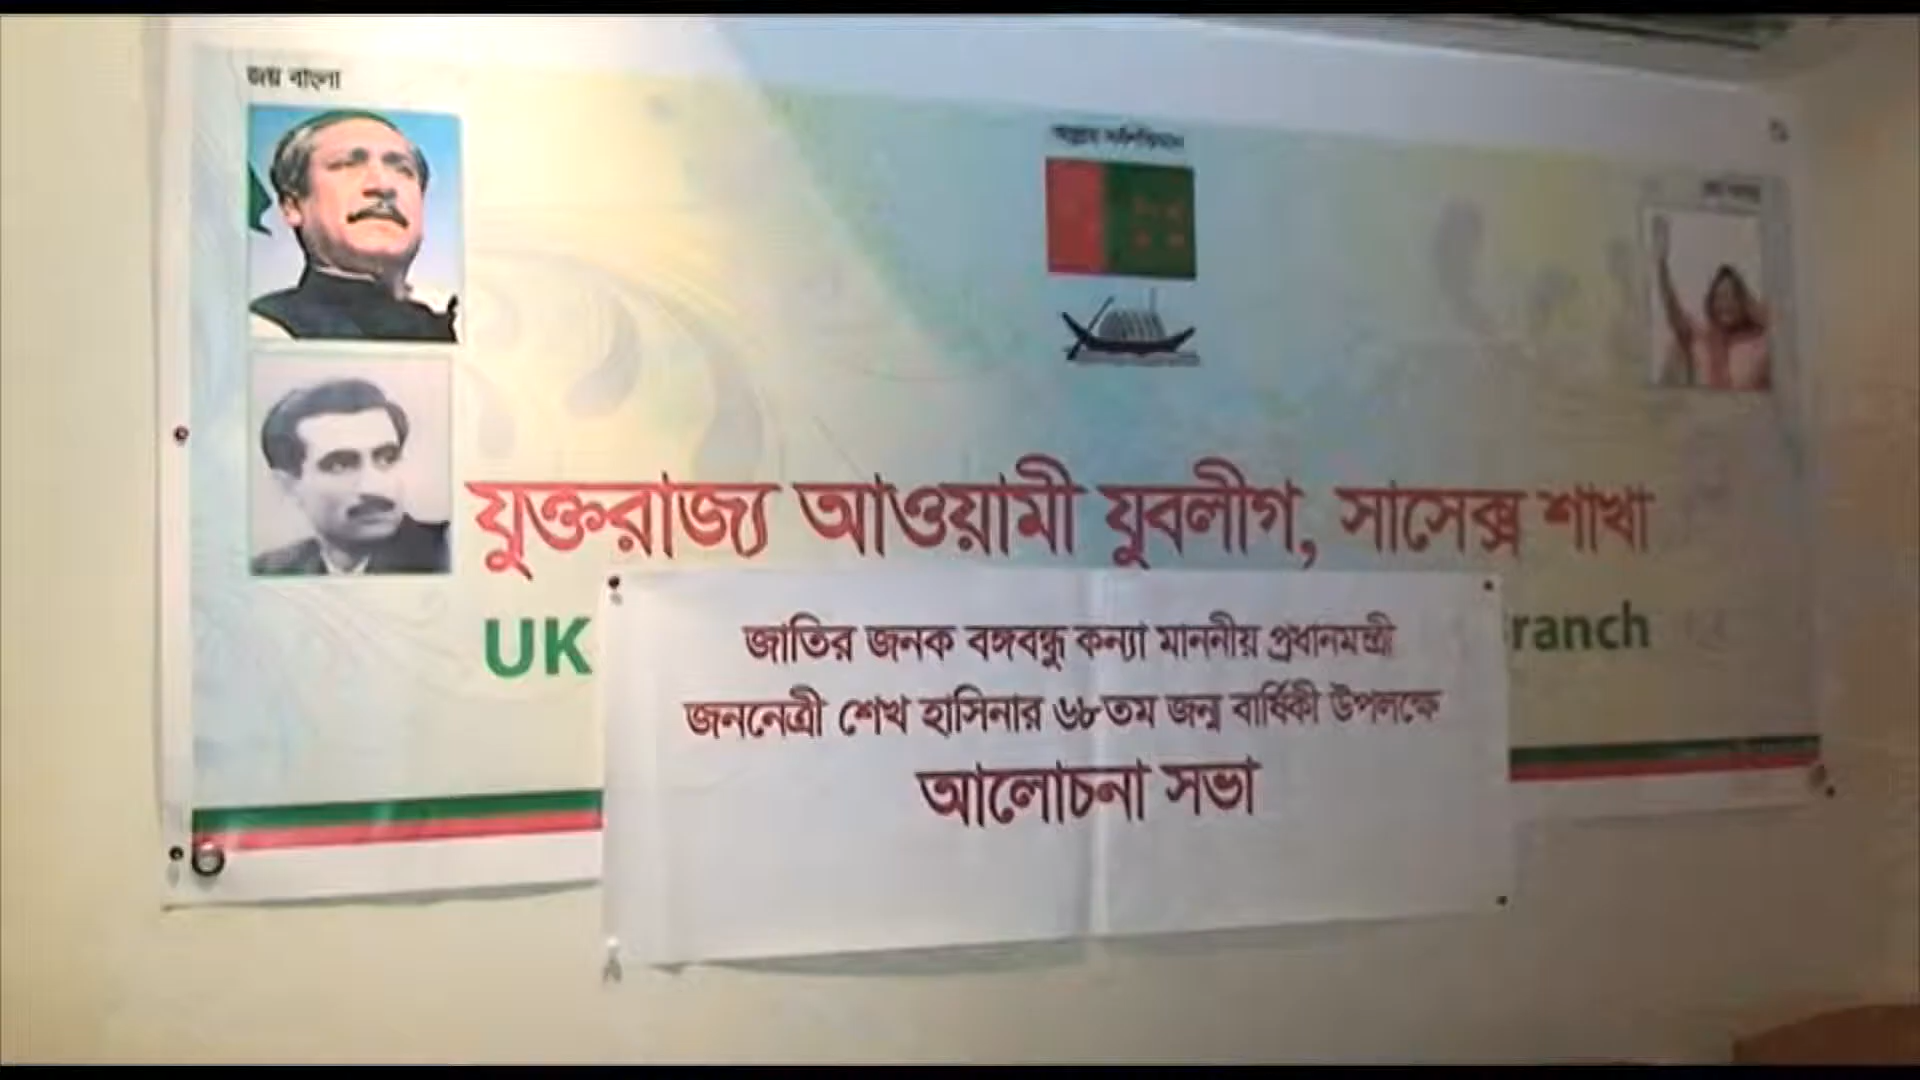 জয় বাংলা
যুক্তরাজ্য আওয়ামী যুবলীগ, সাসেক্স শাখা
UK ranch
জাতির জনক বঙ্গবন্ধু কন্যা মাননীয় প্রধানমন্ত্রী
জননেত্রী শেখ হাসিনার ৬৮তম জন্ম বার্ষিকী উপলক্ষে
আলোচনা সভা